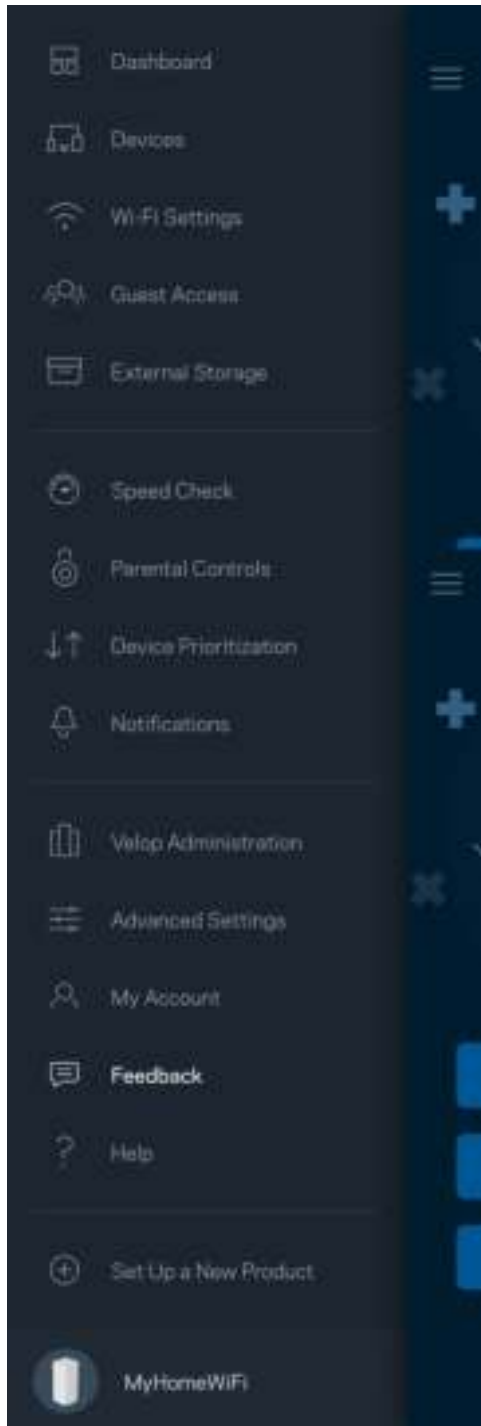 Dashboard
Devices
Wi-Fi Settings
Guest Access
External Storage
Speed Check
Parental Controls
Device Prioritization
Notifications
Velop Administration
Advanced Settings
My Account
Feedback
Help
Set Up a New Product
MyHomeWiFi